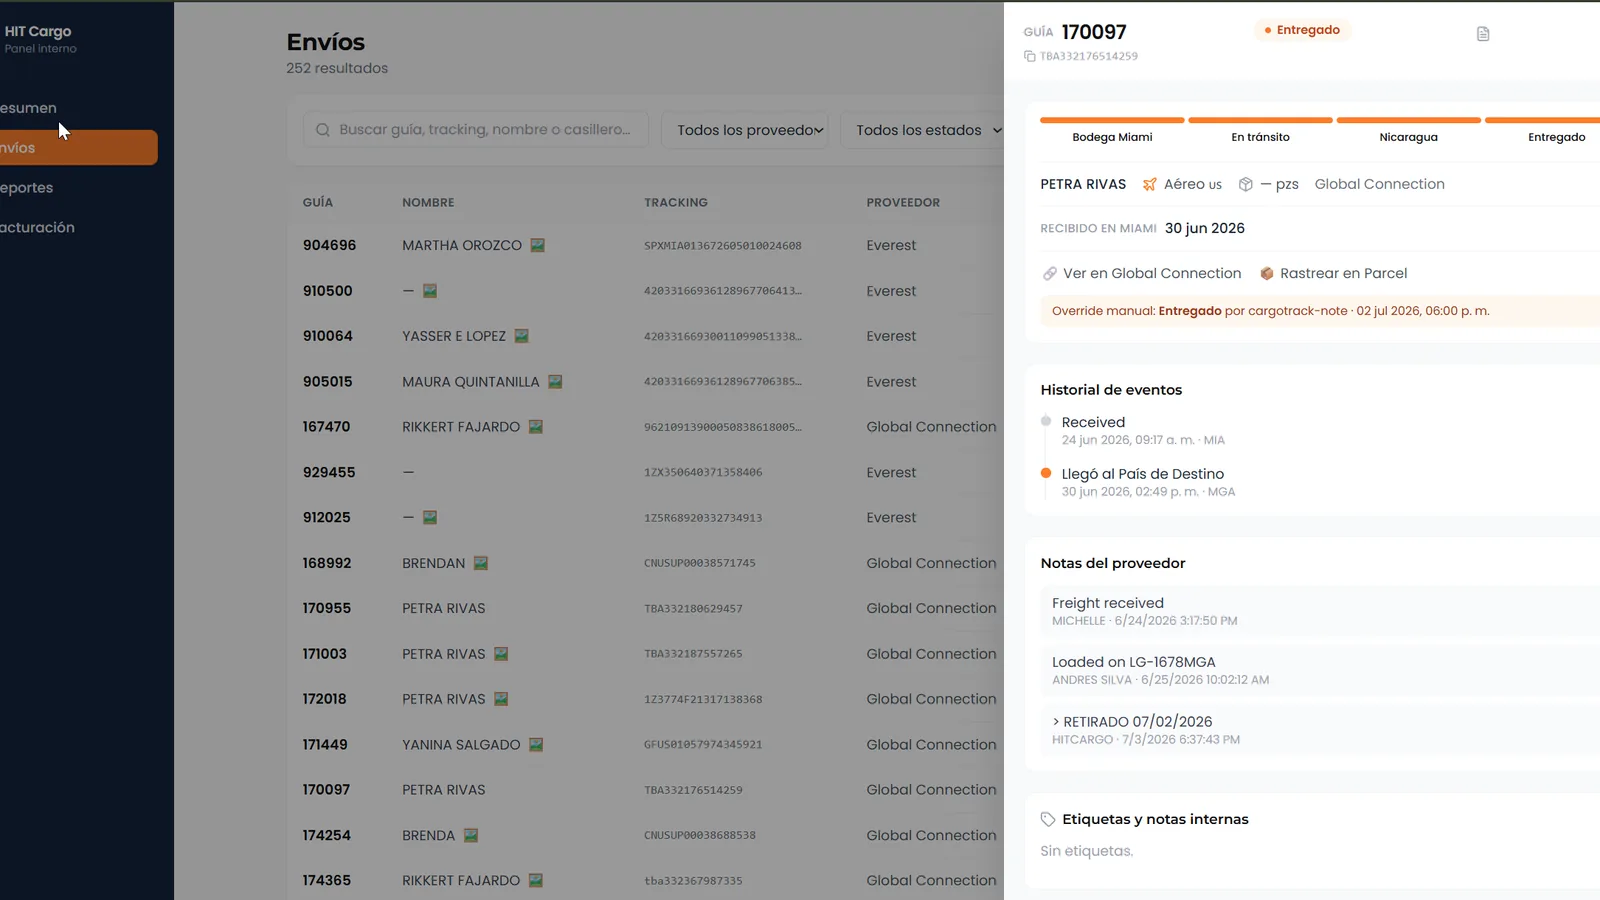 HIT Cargo
Panel interno
esumen
nvíos
eportes
acturación
Envíos
252 resultados
Buscar guía, tracking, nombre o casillero...
Todos los proveedo
Todos los estados
GUÍA NOMBRE TRACKING PROVEEDOR
904696 MARTHA OROZCO SPXMIA013672605010024608 Everest
910500 — 42033166936128967706413… Everest
910064 YASSER E LOPEZ 42033166930011099051338… Everest
905015 MAURA QUINTANILLA 42033166936128967706385… Everest
167470 RIKKERT FAJARDO 96210913900050838618005… Global Connection
929455 — 1ZX350640371358406 Everest
912025 — 1Z5R68920332734913 Everest
168992 BRENDAN CNUSUP00038571745 Global Connection
170955 PETRA RIVAS TBA332180629457 Global Connection
171003 PETRA RIVAS TBA332187557265 Global Connection
172018 PETRA RIVAS 1Z3774F21317138368 Global Connection
171449 YANINA SALGADO GFUS01057974345921 Global Connection
170097 PETRA RIVAS TBA332176514259 Global Connection
174254 BRENDA CNUSUP00038688538 Global Connection
174365 RIKKERT FAJARDO tba332367987335 Global Connection
GUÍA 170097
Entregado
TBA332176514259
Bodega Miami
En tránsito
Nicaragua
Entregado
PETRA RIVAS Aéreo US — pzs Global Connection
RECIBIDO EN MIAMI 30 jun 2026
Ver en Global Connection Rastrear en Parcel
Override manual: Entregado por cargotrack-note · 02 jul 2026, 06:00 p. m.
Historial de eventos
Received
24 jun 2026, 09:17 a. m. · MIA
Llegó al País de Destino
30 jun 2026, 02:49 p. m. · MGA
Notas del proveedor
Freight received
MICHELLE · 6/24/2026 3:17:50 PM
Loaded on LG-1678MGA
ANDRES SILVA · 6/25/2026 10:02:12 AM
> RETIRADO 07/02/2026
HITCARGO · 7/3/2026 6:37:43 PM
Etiquetas y notas internas
Sin etiquetas.